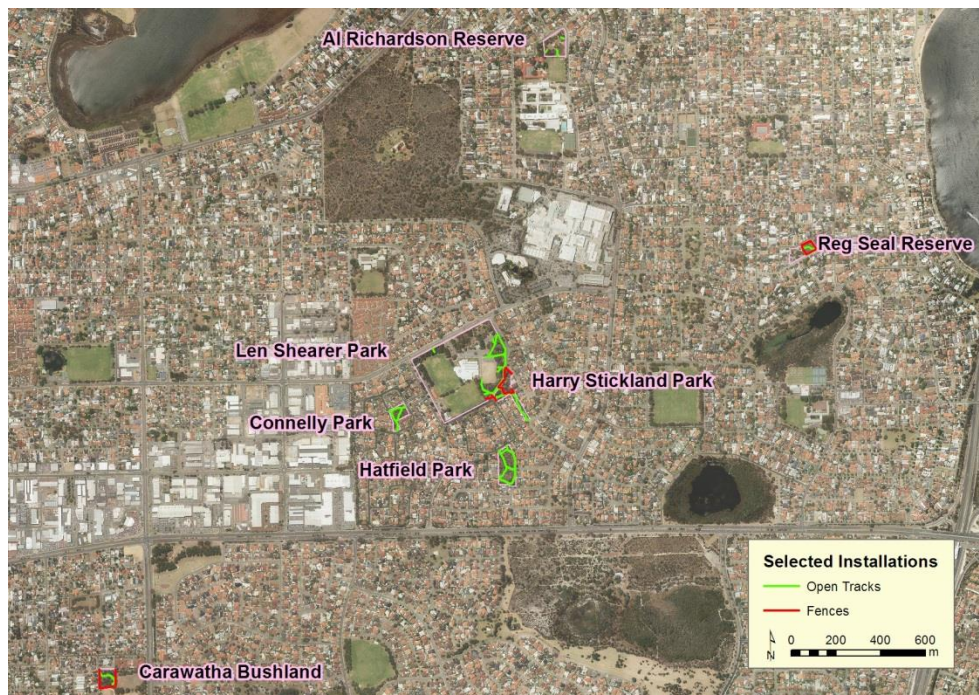 Al Richardson Reserve
Reg Seal Reserve
Len Shearer Park
Harry Stickland Park
Connelly Park
Hatfield Park
Carawatha Bushland
Selected Installations
Open Tracks
Fences
N
0 200 400 600
m